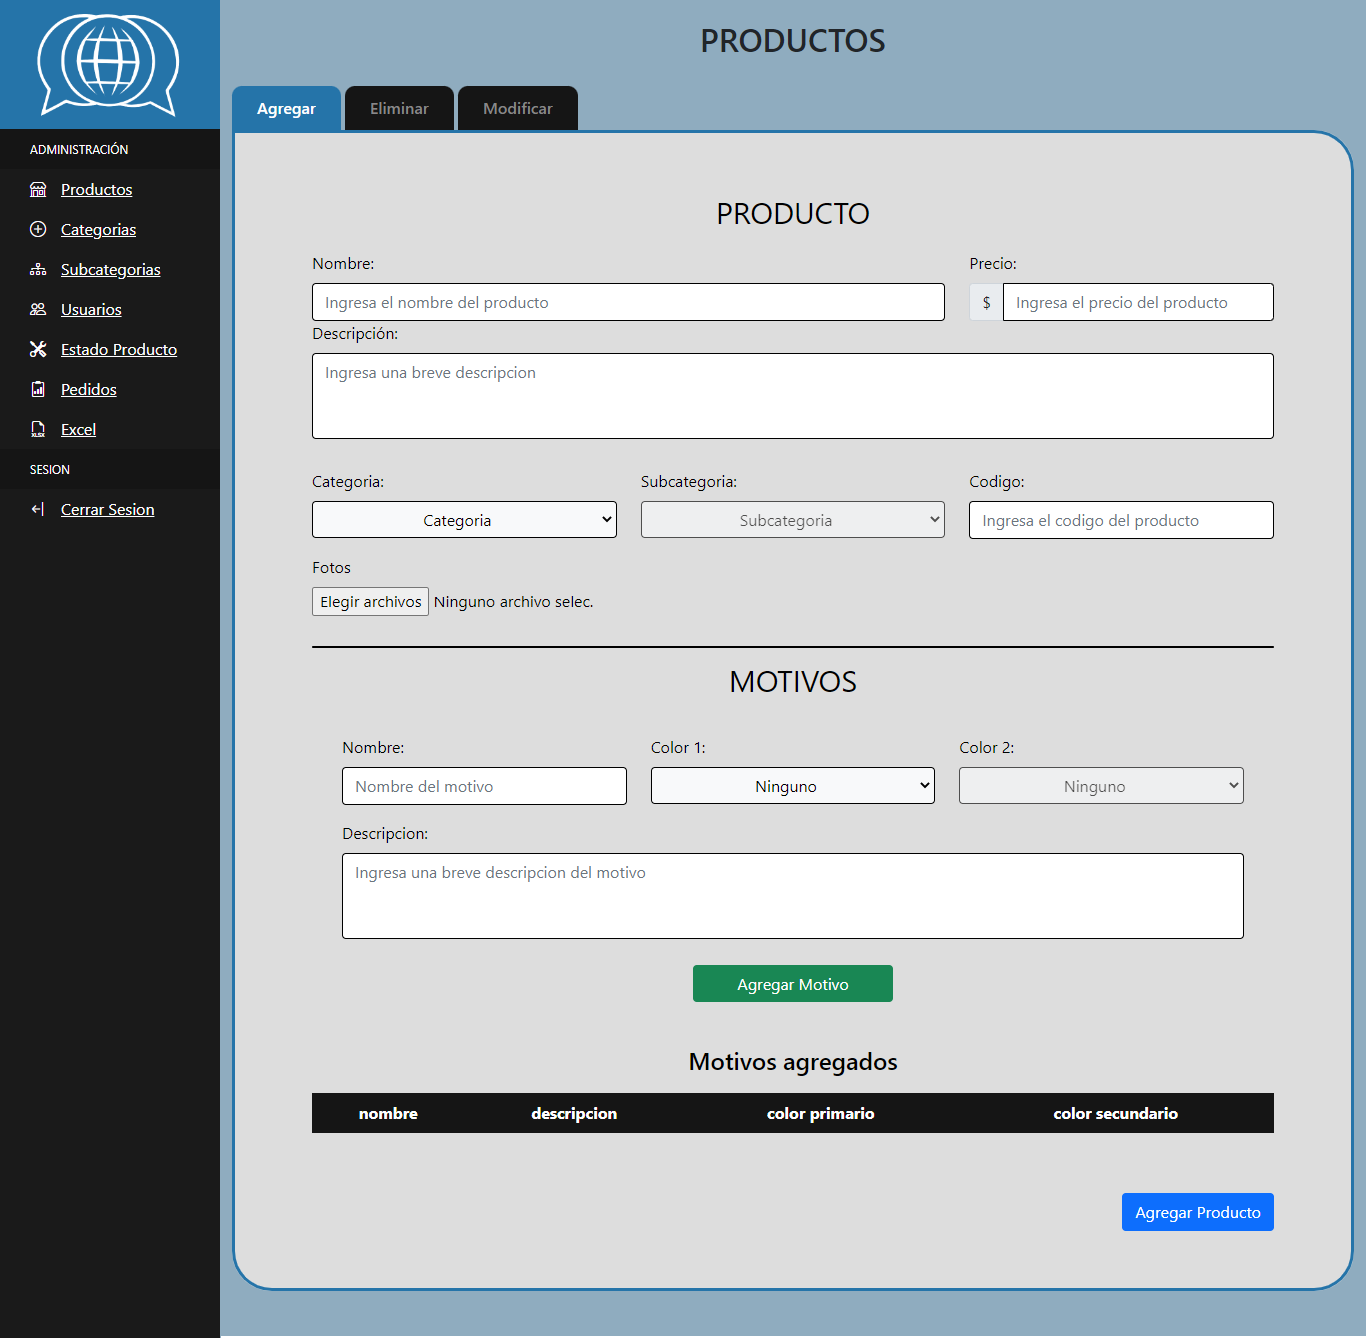 ADMINISTRACIÓN
Productos
Categorias
Subcategorias
Usuarios
Estado Producto
Pedidos
XLSX
Excel
SESION
Cerrar Sesion
PRODUCTOS
Agregar
Eliminar
Modificar
PRODUCTO
Nombre:
Precio:
Ingresa el nombre del producto
$
Ingresa el precio del producto
Descripción:
Ingresa una breve descripcion
Categoria:
Subcategoria:
Codigo:
Categoria
Subcategoria
Ingresa el codigo del producto
Fotos
Elegir archivos Ninguno archivo selec.
MOTIVOS
Nombre:
Color 1:
Color 2:
Nombre del motivo
Ninguno
Ninguno
Descripcion:
Ingresa una breve descripcion del motivo
Agregar Motivo
Motivos agregados
nombre descripcion color primario color secundario
Agregar Producto